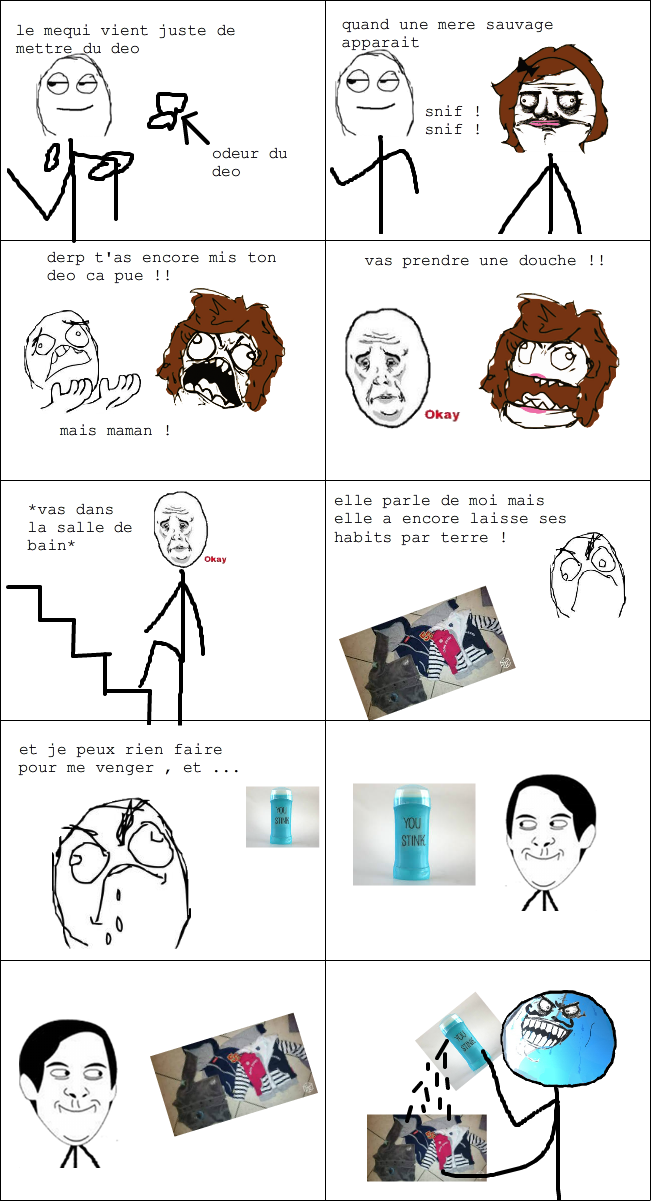 le mequi vient juste de
mettre du deo
odeur du
deo
quand une mere sauvage
apparait
snif !
snif !
derp t'as encore mis ton
deo ca pue !!
mais maman !
vas prendre une douche !!
Okay
*vas dans
la salle de
bain*
Okay
elle parle de moi mais
elle a encore laisse ses
habits par terre !
et je peux rien faire
pour me venger , et ...
YOU
STINK
YOU
STINK.
YOU
STINK